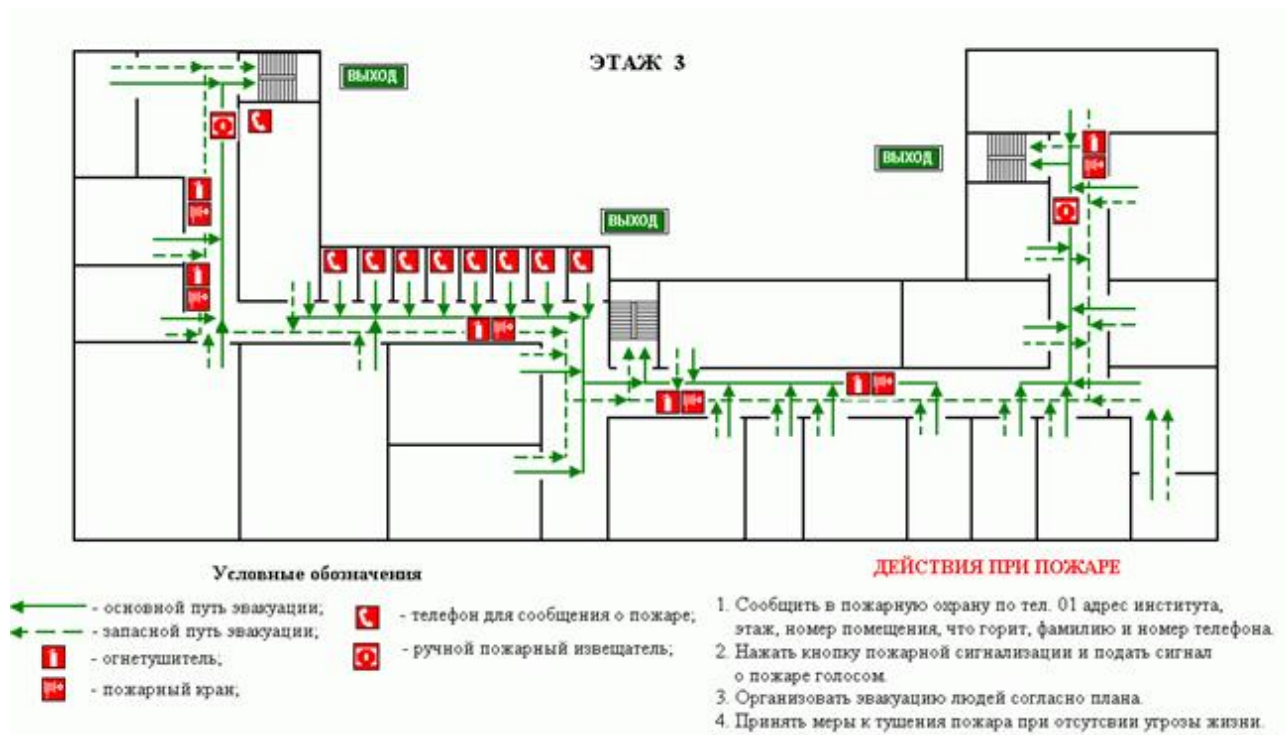 ЭТАЖ 3
ВЫХОД
ВЫХОД
ВЫХОД
Условные обозначения
- основной путь эвакуации;
- запасной путь эвакуации;
- огнетушитель;
- пожарный кран;
- телефон для сообщения о пожаре;
- ручной пожарный извещатель;
ДЕЙСТВИЯ ПРИ ПОЖАРЕ
1. Сообщить в пожарную охрану по тел. 01 адрес института,
этаж, номер помещения, что горит, фамилию и номер телефона.
2. Нажать кнопку пожарной сигнализации и подать сигнал
о пожаре голосом.
3. Организовать эвакуацию людей согласно плана.
4. Принять меры к тушения пожара при отсутсвии угрозы жизни.